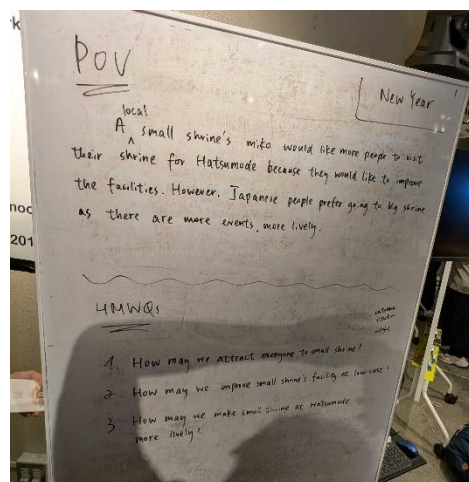 POV
New Year
local
A small shrine's miko would like more people to visit
their shrine for Hatsumode because they would like to improve
the facilities. However, Japanese people prefer going to big shrine
as there are more events, more lively.
HMWQs
1. How may we attract everyone to small shrine?
2. How may we improve small shrine's facility at low cost?
3 How may we make small shrine at Hatsumode
more lively?
201